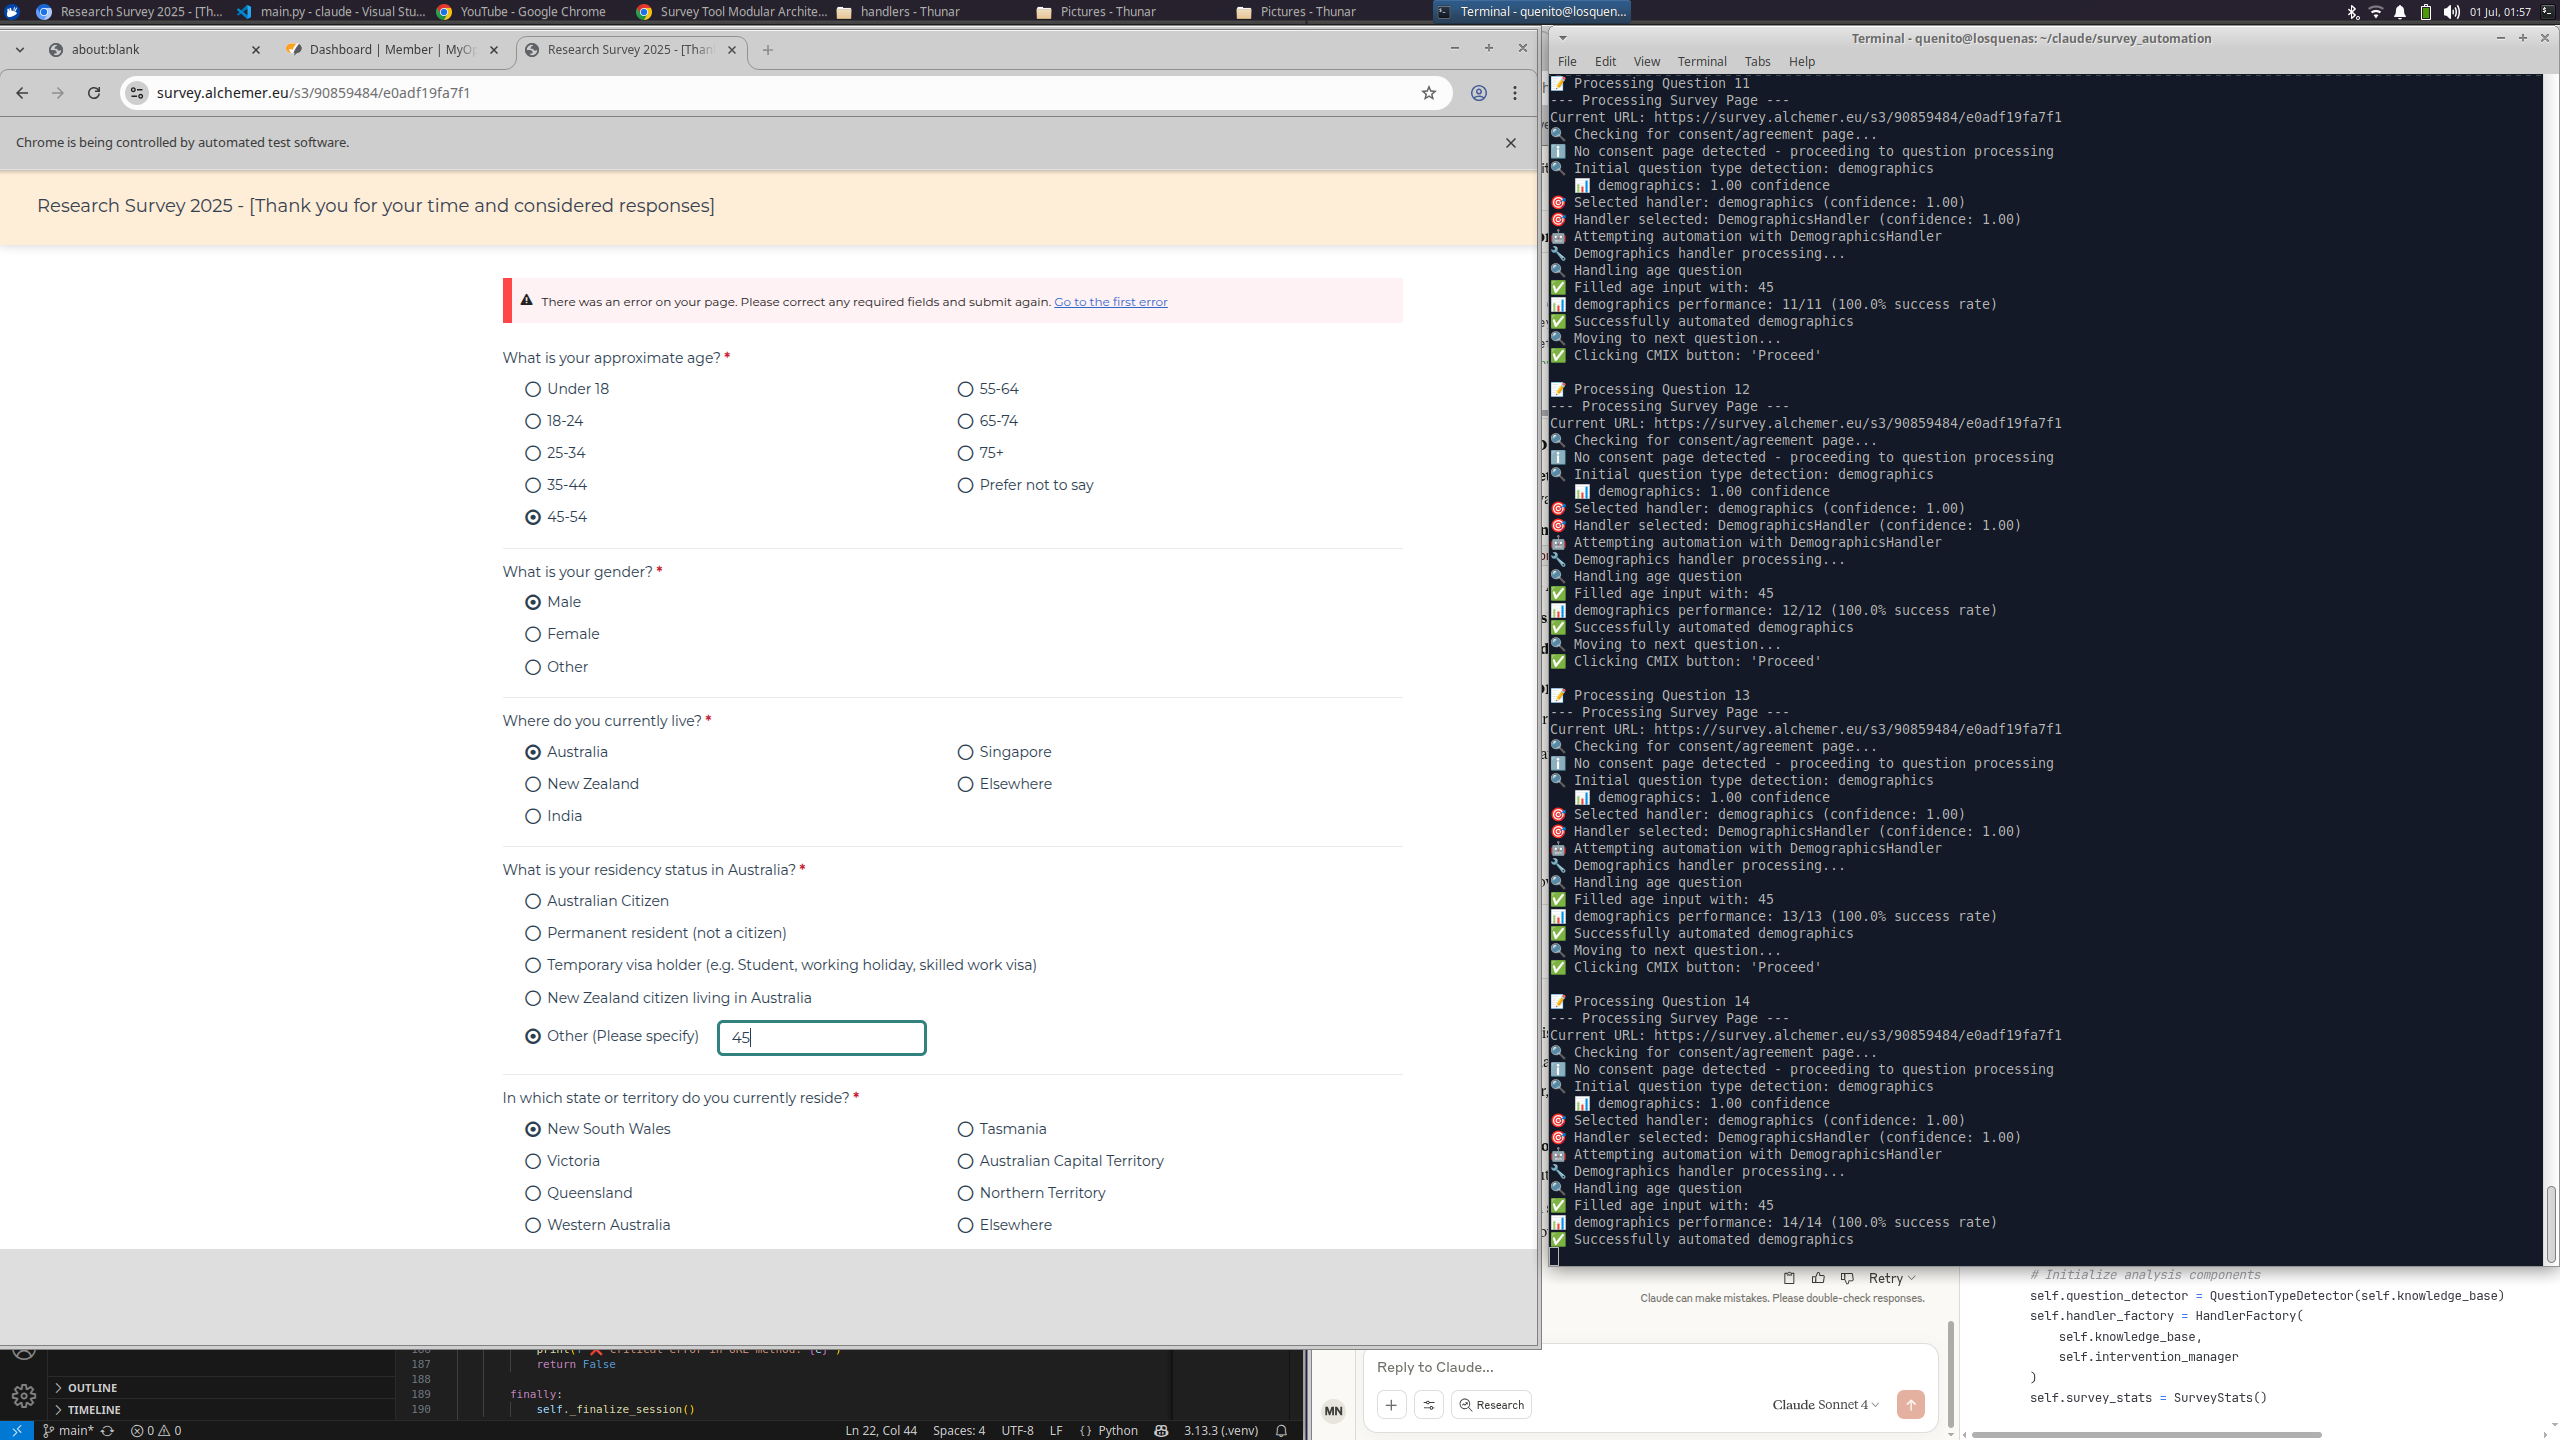 Research Survey 2025 - [Th...
main.py - claude - Visual Stu...
YouTube - Google Chrome
Survey Tool Modular Archite...
handlers - Thunar
Pictures - Thunar
Pictures - Thunar
Terminal - quenito@losquen...
01 Jul, 01:57
about:blank
Dashboard | Member | MyOp
Research Survey 2025 - [Than
survey.alchemer.eu/s3/90859484/e0adf19fa7f1
Chrome is being controlled by automated test software.
Research Survey 2025 - [Thank you for your time and considered responses]
There was an error on your page. Please correct any required fields and submit again. Go to the first error
What is your approximate age? *
Under 18
18-24
25-34
35-44
45-54
55-64
65-74
75+
Prefer not to say
What is your gender? *
Male
Female
Other
Where do you currently live? *
Australia
New Zealand
India
Singapore
Elsewhere
What is your residency status in Australia? *
Australian Citizen
Permanent resident (not a citizen)
Temporary visa holder (e.g. Student, working holiday, skilled work visa)
New Zealand citizen living in Australia
Other (Please specify) 45
In which state or territory do you currently reside? *
New South Wales
Victoria
Queensland
Western Australia
Tasmania
Australian Capital Territory
Northern Territory
Elsewhere
Terminal - quenito@losquenas: ~/claude/survey_automation
File Edit View Terminal Tabs Help
📝 Processing Question 11
--- Processing Survey Page ---
Current URL: https://survey.alchemer.eu/s3/90859484/e0adf19fa7f1
🔍 Checking for consent/agreement page...
ℹ️ No consent page detected - proceeding to question processing
🔍 Initial question type detection: demographics
📊 demographics: 1.00 confidence
🎯 Selected handler: demographics (confidence: 1.00)
🎯 Handler selected: DemographicsHandler (confidence: 1.00)
🤖 Attempting automation with DemographicsHandler
🔧 Demographics handler processing...
🔍 Handling age question
✅ Filled age input with: 45
📊 demographics performance: 11/11 (100.0% success rate)
✅ Successfully automated demographics
🔍 Moving to next question...
✅ Clicking CMIX button: 'Proceed'
📝 Processing Question 12
--- Processing Survey Page ---
Current URL: https://survey.alchemer.eu/s3/90859484/e0adf19fa7f1
🔍 Checking for consent/agreement page...
ℹ️ No consent page detected - proceeding to question processing
🔍 Initial question type detection: demographics
📊 demographics: 1.00 confidence
🎯 Selected handler: demographics (confidence: 1.00)
🎯 Handler selected: DemographicsHandler (confidence: 1.00)
🤖 Attempting automation with DemographicsHandler
🔧 Demographics handler processing...
🔍 Handling age question
✅ Filled age input with: 45
📊 demographics performance: 12/12 (100.0% success rate)
✅ Successfully automated demographics
🔍 Moving to next question...
✅ Clicking CMIX button: 'Proceed'
📝 Processing Question 13
--- Processing Survey Page ---
Current URL: https://survey.alchemer.eu/s3/90859484/e0adf19fa7f1
🔍 Checking for consent/agreement page...
ℹ️ No consent page detected - proceeding to question processing
🔍 Initial question type detection: demographics
📊 demographics: 1.00 confidence
🎯 Selected handler: demographics (confidence: 1.00)
🎯 Handler selected: DemographicsHandler (confidence: 1.00)
🤖 Attempting automation with DemographicsHandler
🔧 Demographics handler processing...
🔍 Handling age question
✅ Filled age input with: 45
📊 demographics performance: 13/13 (100.0% success rate)
✅ Successfully automated demographics
🔍 Moving to next question...
✅ Clicking CMIX button: 'Proceed'
📝 Processing Question 14
--- Processing Survey Page ---
Current URL: https://survey.alchemer.eu/s3/90859484/e0adf19fa7f1
🔍 Checking for consent/agreement page...
ℹ️ No consent page detected - proceeding to question processing
🔍 Initial question type detection: demographics
📊 demographics: 1.00 confidence
🎯 Selected handler: demographics (confidence: 1.00)
🎯 Handler selected: DemographicsHandler (confidence: 1.00)
🤖 Attempting automation with DemographicsHandler
🔧 Demographics handler processing...
🔍 Handling age question
✅ Filled age input with: 45
📊 demographics performance: 14/14 (100.0% success rate)
✅ Successfully automated demographics
OUTLINE
TIMELINE
187 return False
188
189 finally:
190 self._finalize_session()
main* 0 0
Ln 22, Col 44 Spaces: 4 UTF-8 LF {} Python 3.13.3 (.venv)
Retry
Claude can make mistakes. Please double-check responses.
Reply to Claude...
Research
Claude Sonnet 4
MN
# Initialize analysis components
self.question_detector = QuestionTypeDetector(self.knowledge_base)
self.handler_factory = HandlerFactory(
self.knowledge_base,
self.intervention_manager
)
self.survey_stats = SurveyStats()